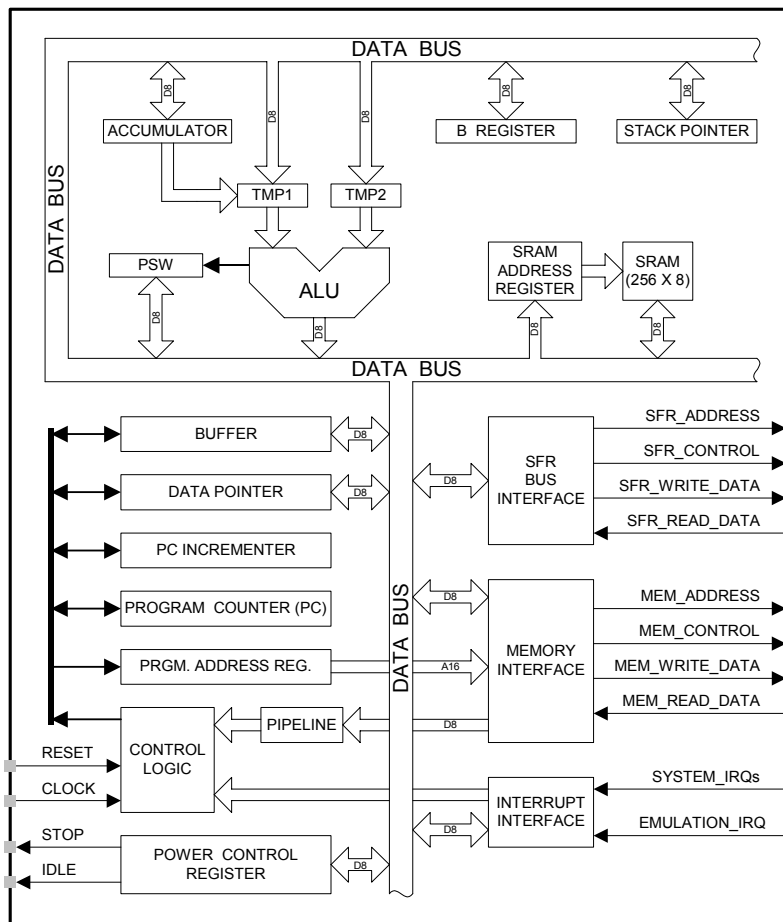 DATA BUS
D8
D8
D8
D8
D8
ACCUMULATOR
B REGISTER
STACK POINTER
DATA BUS
TMP1
TMP2
PSW
ALU
SRAM
ADDRESS
REGISTER
SRAM
(256 X 8)
D8
D8
D8
D8
DATA BUS
BUFFER
D8
DATA POINTER
D8
PC INCREMENTER
PROGRAM COUNTER (PC)
PRGM. ADDRESS REG.
A16
DATA BUS
D8
SFR
BUS
INTERFACE
SFR_ADDRESS
SFR_CONTROL
SFR_WRITE_DATA
SFR_READ_DATA
D8
MEMORY
INTERFACE
MEM_ADDRESS
MEM_CONTROL
MEM_WRITE_DATA
MEM_READ_DATA
RESET
CLOCK
CONTROL
LOGIC
PIPELINE
D8
INTERRUPT
INTERFACE
SYSTEM_IRQs
EMULATION_IRQ
D8
STOP
IDLE
POWER CONTROL
REGISTER
D8